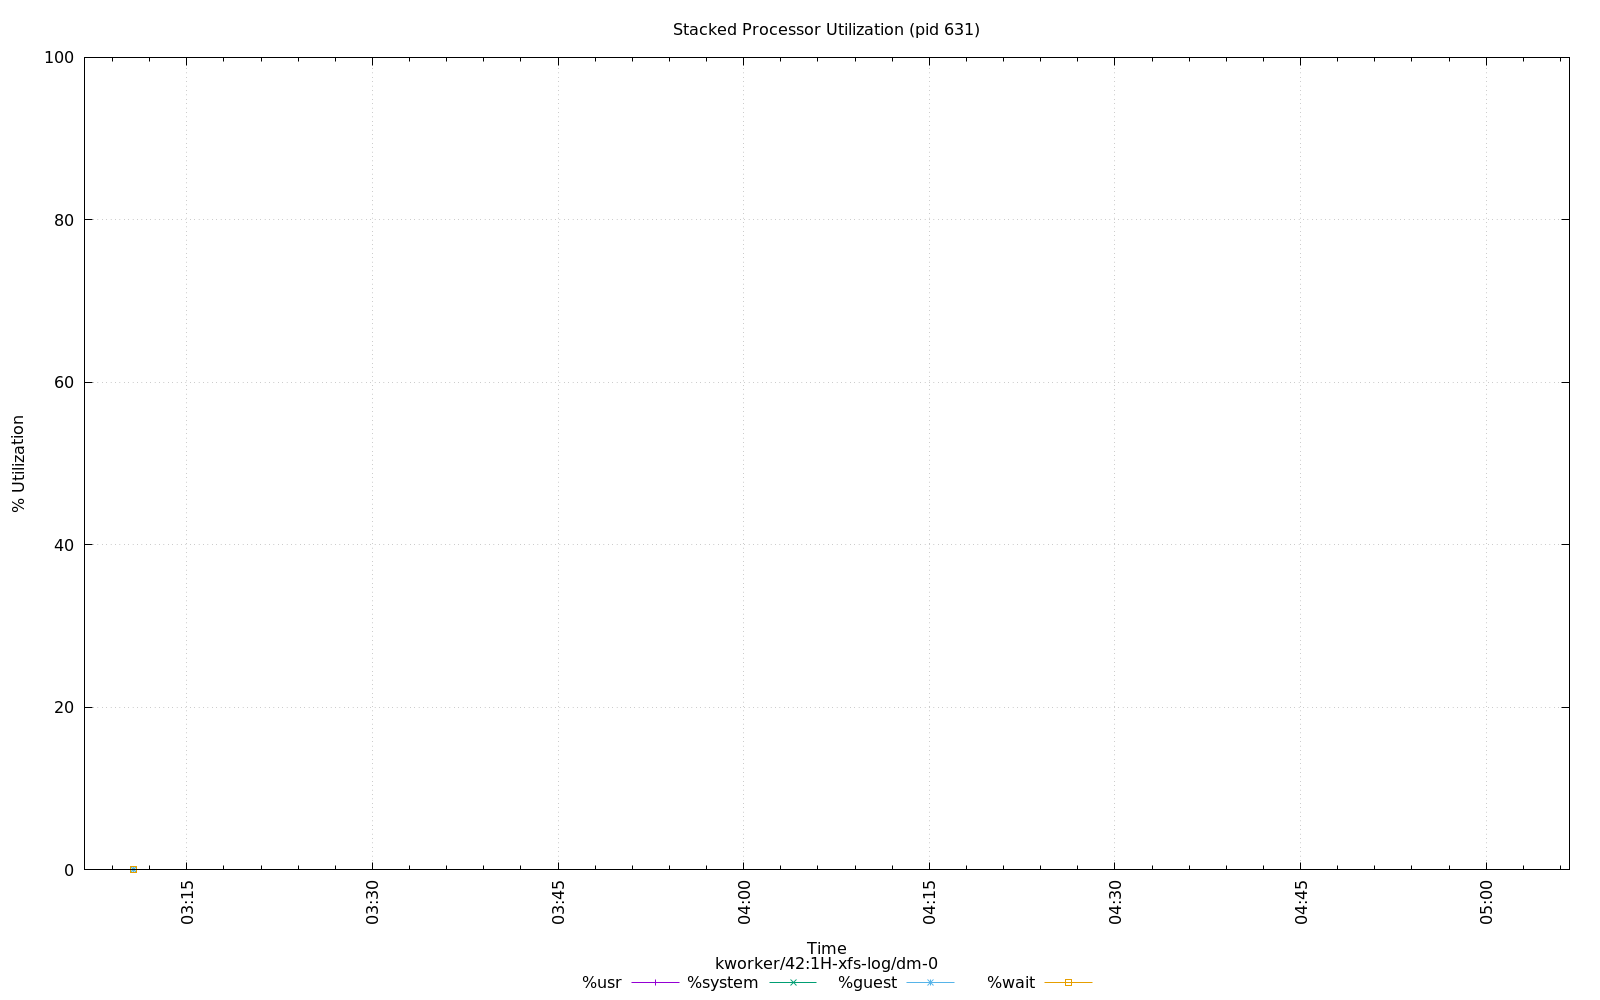 Stacked Processor Utilization (pid 631)
100
80
60
40
20
0
% Utilization
03:15
03:30
03:45
04:00
04:15
04:30
04:45
05:00
Time
kworker/42:1H-xfs-log/dm-0
%usr %system %guest %wait